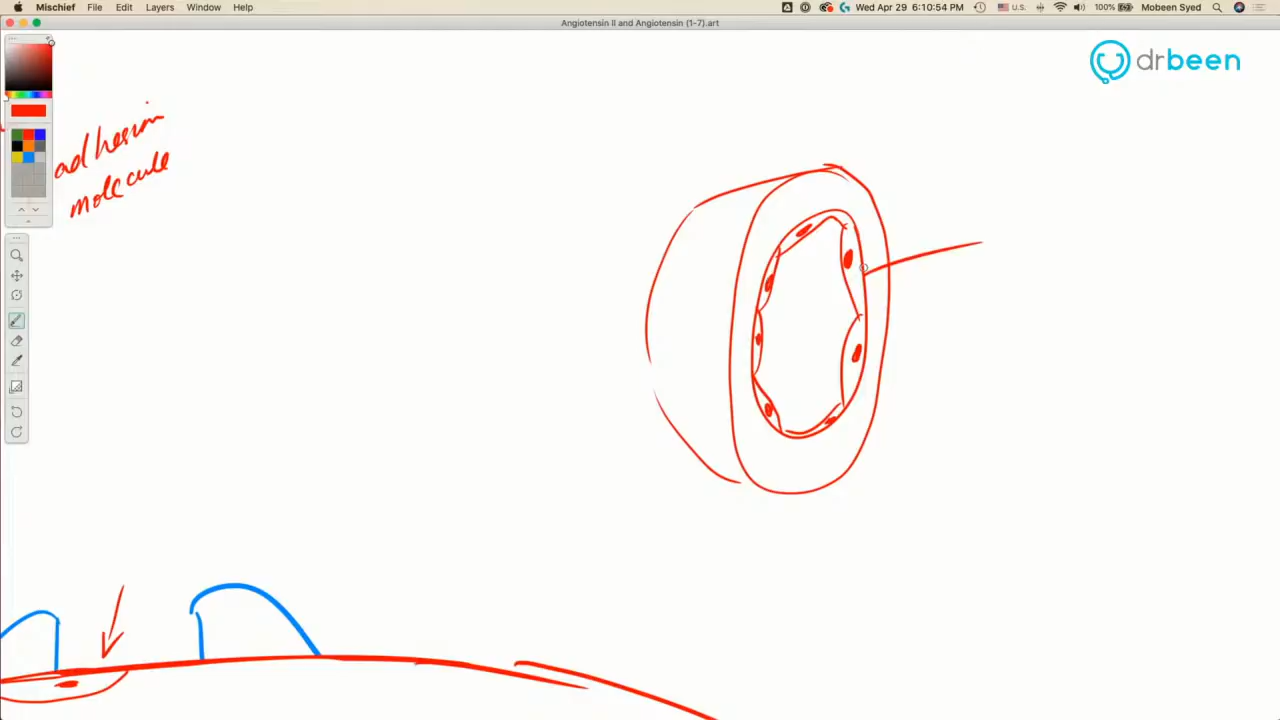 Mischief File Edit Layers Window Help U.S. 100% Wed Apr 29 6:10:54 PM Mobeen Syed
Angiotensin II and Angiotensin (1-7).art
drbeen
adhesion
molecule